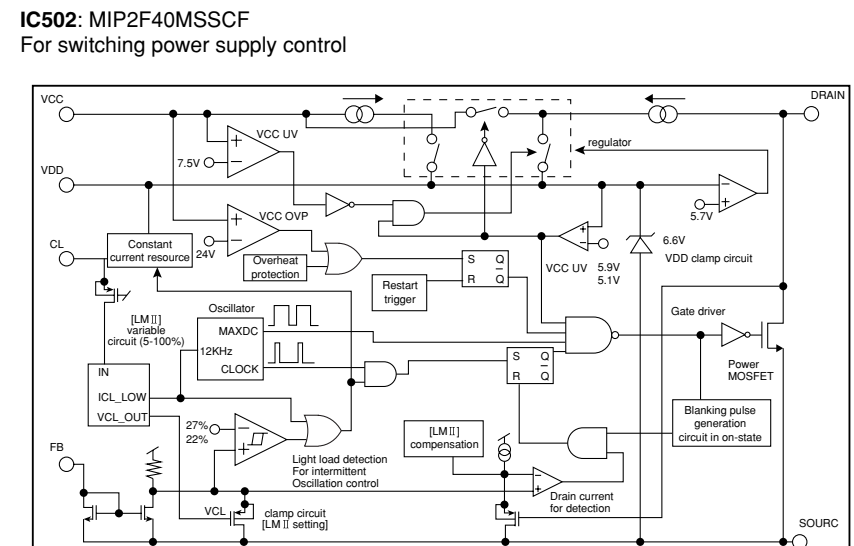 IC502: MIP2F40MSSCF
For switching power supply control
VCC
DRAIN
VCC UV
7.5V
regulator
VDD
5.7V
VCC OVP
24V
CL
Constant
current resource
Overheat
protection
S Q
R Q
Restart
trigger
VCC UV
5.9V
5.1V
6.6V
VDD clamp circuit
[LMⅡ]
variable
circuit (5-100%)
Oscillator
MAXDC
12KHz
CLOCK
Gate driver
Power
MOSFET
S Q
R Q
IN
ICL_LOW
VCL_OUT
27%
22%
Light load detection
For intermittent
Oscillation control
[LMⅡ]
compensation
Blanking pulse
generation
circuit in on-state
FB
VCL
clamp circuit
[LMⅡ setting]
Drain current
for detection
SOURC